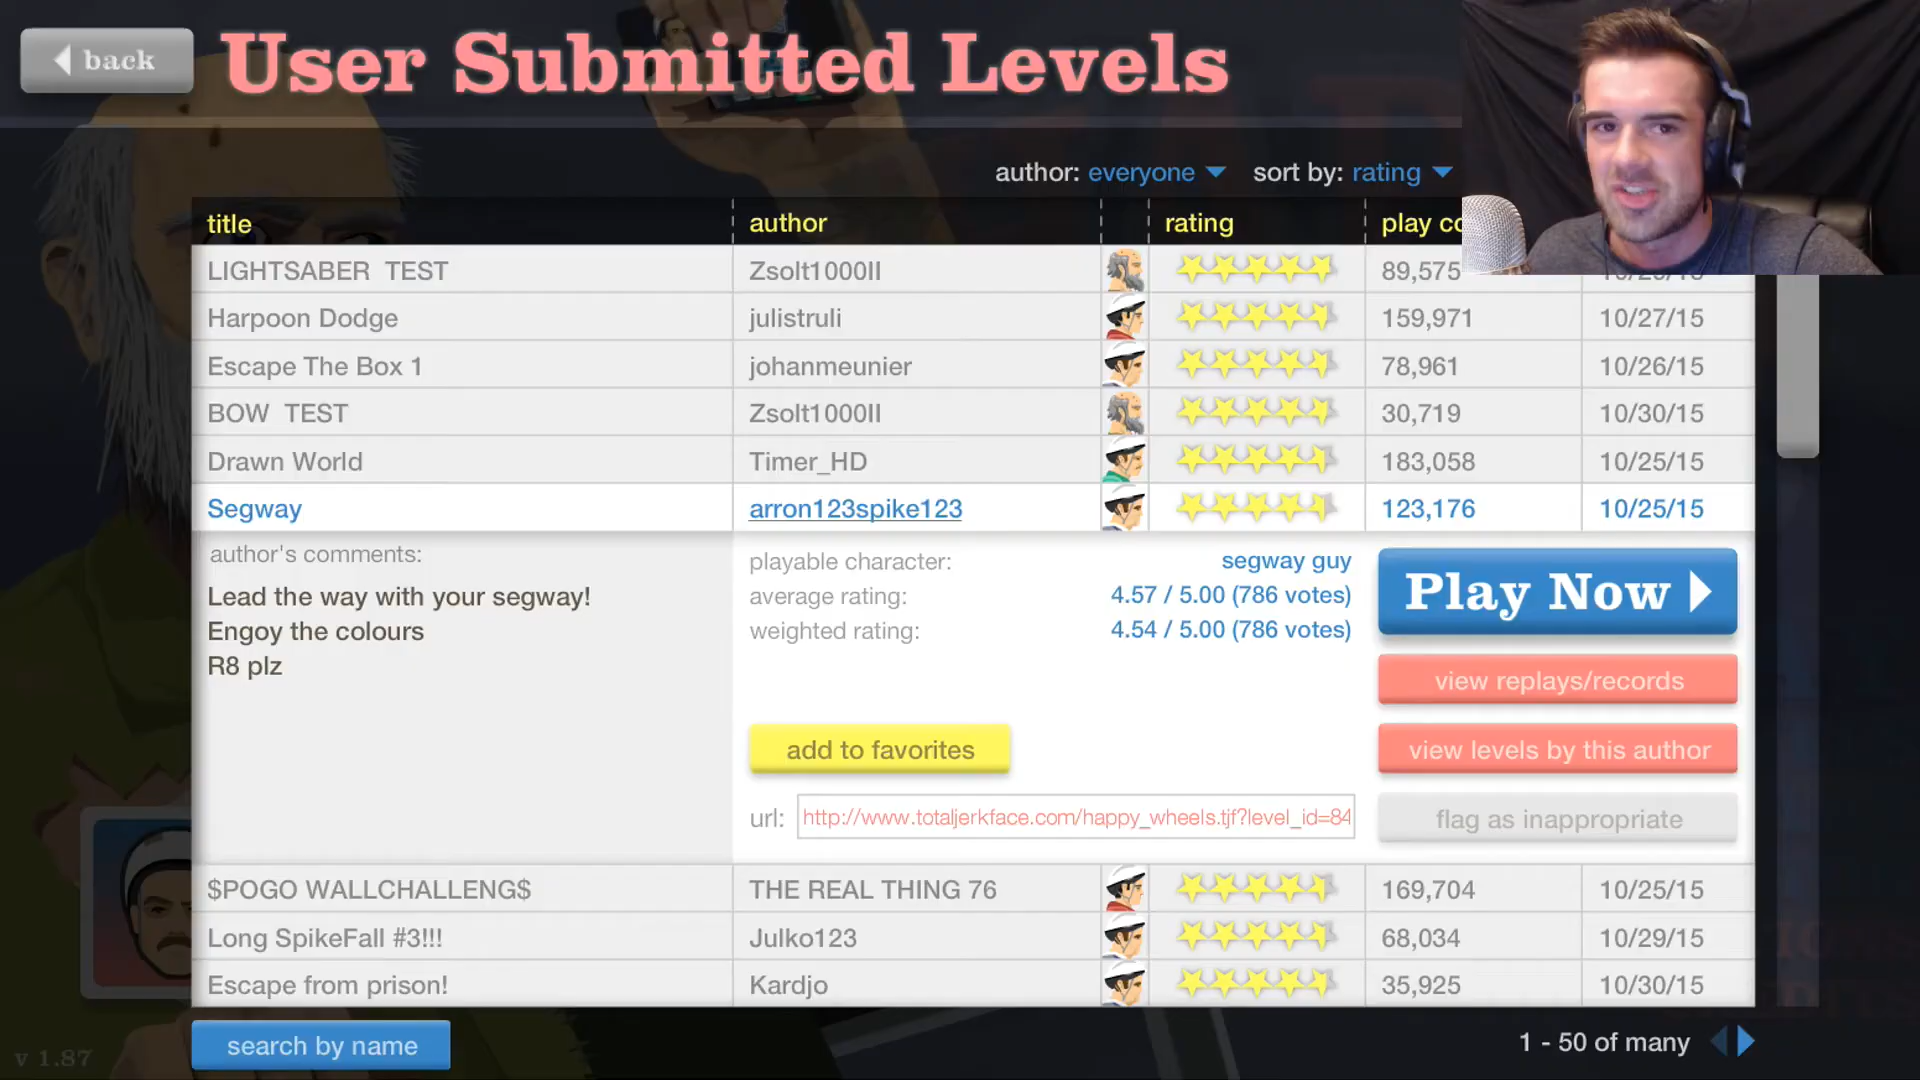 back
User Submitted Levels
author: everyone sort by: rating
title author rating play
LIGHTSABER TEST Zsolt1000II 89,575
Harpoon Dodge julistruli 159,971 10/27/15
Escape The Box 1 johanmeunier 78,961 10/26/15
BOW TEST Zsolt1000II 30,719 10/30/15
Drawn World Timer_HD 183,058 10/25/15
Segway arron123spike123 123,176 10/25/15
author's comments:
Lead the way with your segway!
Engoy the colours
R8 plz
playable character: segway guy
average rating: 4.57 / 5.00 (786 votes)
weighted rating: 4.54 / 5.00 (786 votes)
add to favorites
url: http://www.totaljerkface.com/happy_wheels.tjf?level_id=84
Play Now
view replays/records
view levels by this author
flag as inappropriate
$POGO WALLCHALLENG$ THE REAL THING 76 169,704 10/25/15
Long SpikeFall #3!!! Julko123 68,034 10/29/15
Escape from prison! Kardjo 35,925 10/30/15
v 1.87
search by name
1 - 50 of many